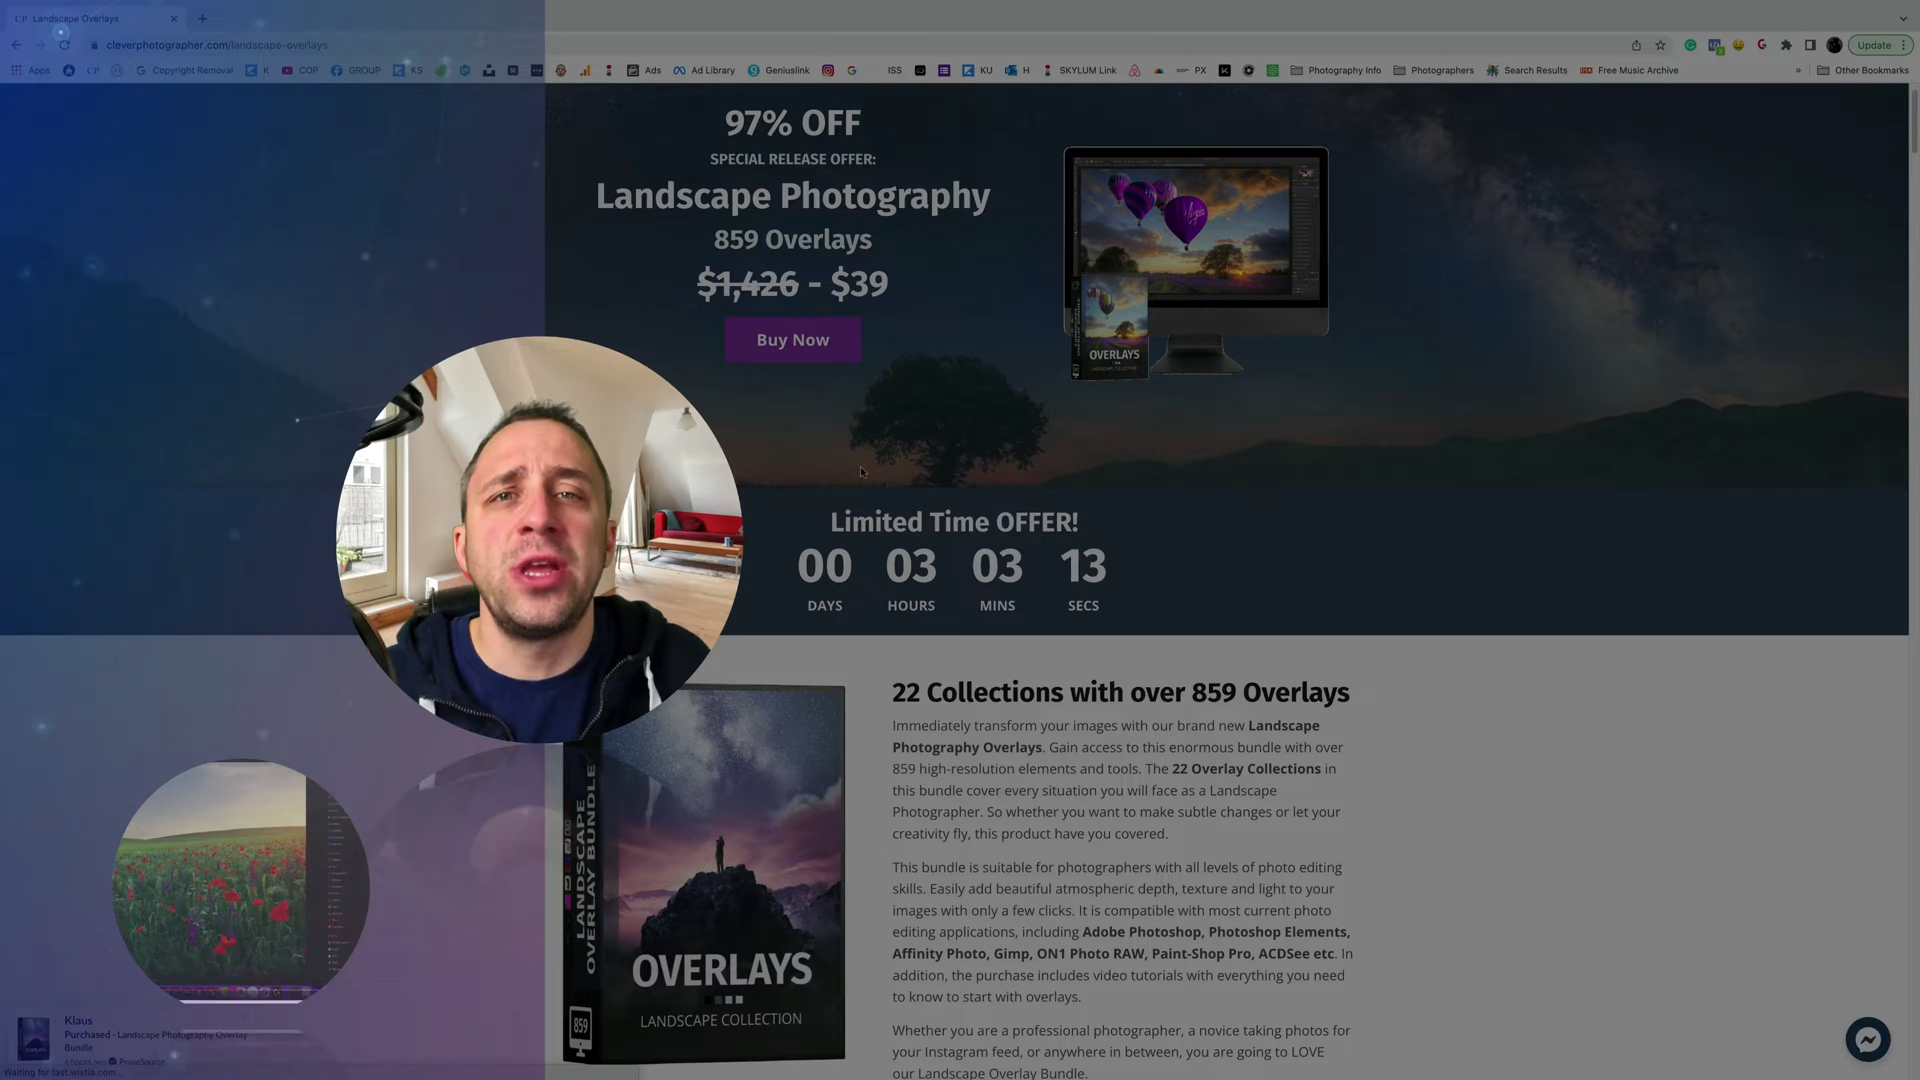 CP Landscape Overlays
cleverphotographer.com/landscape-overlays
Update
Apps
CP
Copyright Removal
K
COP
GROUP
KS
Ads
Ad Library
Geniuslink
ISS
KU
H
SKYLUM Link
PX
Photography Info
Photographers
Search Results
Free Music Archive
»
Other Bookmarks
97% OFF
SPECIAL RELEASE OFFER:
Landscape Photography
859 Overlays
$1,426 - $39
Buy Now
OVERLAYS
LANDSCAPE COLLECTION
Limited Time OFFER!
00 03 03 13
DAYS HOURS MINS SECS
22 Collections with over 859 Overlays
Immediately transform your images with our brand new Landscape
Photography Overlays. Gain access to this enormous bundle with over
859 high-resolution elements and tools. The 22 Overlay Collections in
this bundle cover every situation you will face as a Landscape
Photographer. So whether you want to make subtle changes or let your
creativity fly, this product have you covered.
This bundle is suitable for photographers with all levels of photo editing
skills. Easily add beautiful atmospheric depth, texture and light to your
images with only a few clicks. It is compatible with most current photo
editing applications, including Adobe Photoshop, Photoshop Elements,
Affinity Photo, Gimp, ON1 Photo RAW, Paint-Shop Pro, ACDSee etc. In
addition, the purchase includes video tutorials with everything you need
to know to start with overlays.
Whether you are a professional photographer, a novice taking photos for
your Instagram feed, or anywhere in between, you are going to LOVE
our Landscape Overlay Bundle.
LANDSCAPE
OVERLAY BUNDLE
859
OVERLAYS
LANDSCAPE COLLECTION
Klaus
Purchased - Landscape Photography Overlay
Bundle
6 hours ago ProveSource
Waiting for fast.wistia.com...